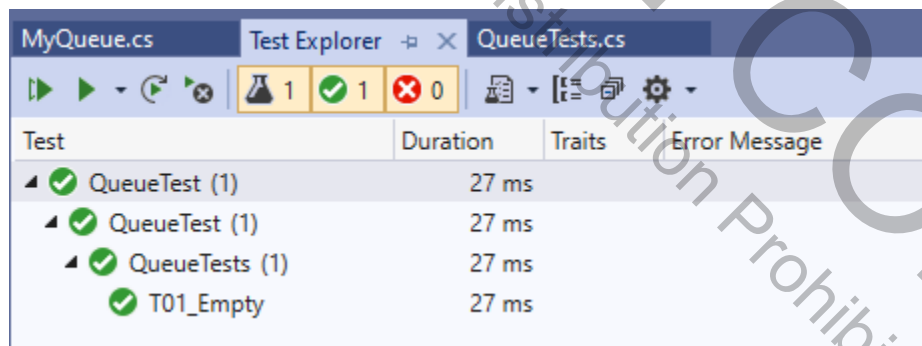 MyQueue.cs Test Explorer QueueTests.cs
1 1 0
Test Duration Traits Error Message
QueueTest (1) 27 ms
QueueTest (1) 27 ms
QueueTests (1) 27 ms
T01_Empty 27 ms